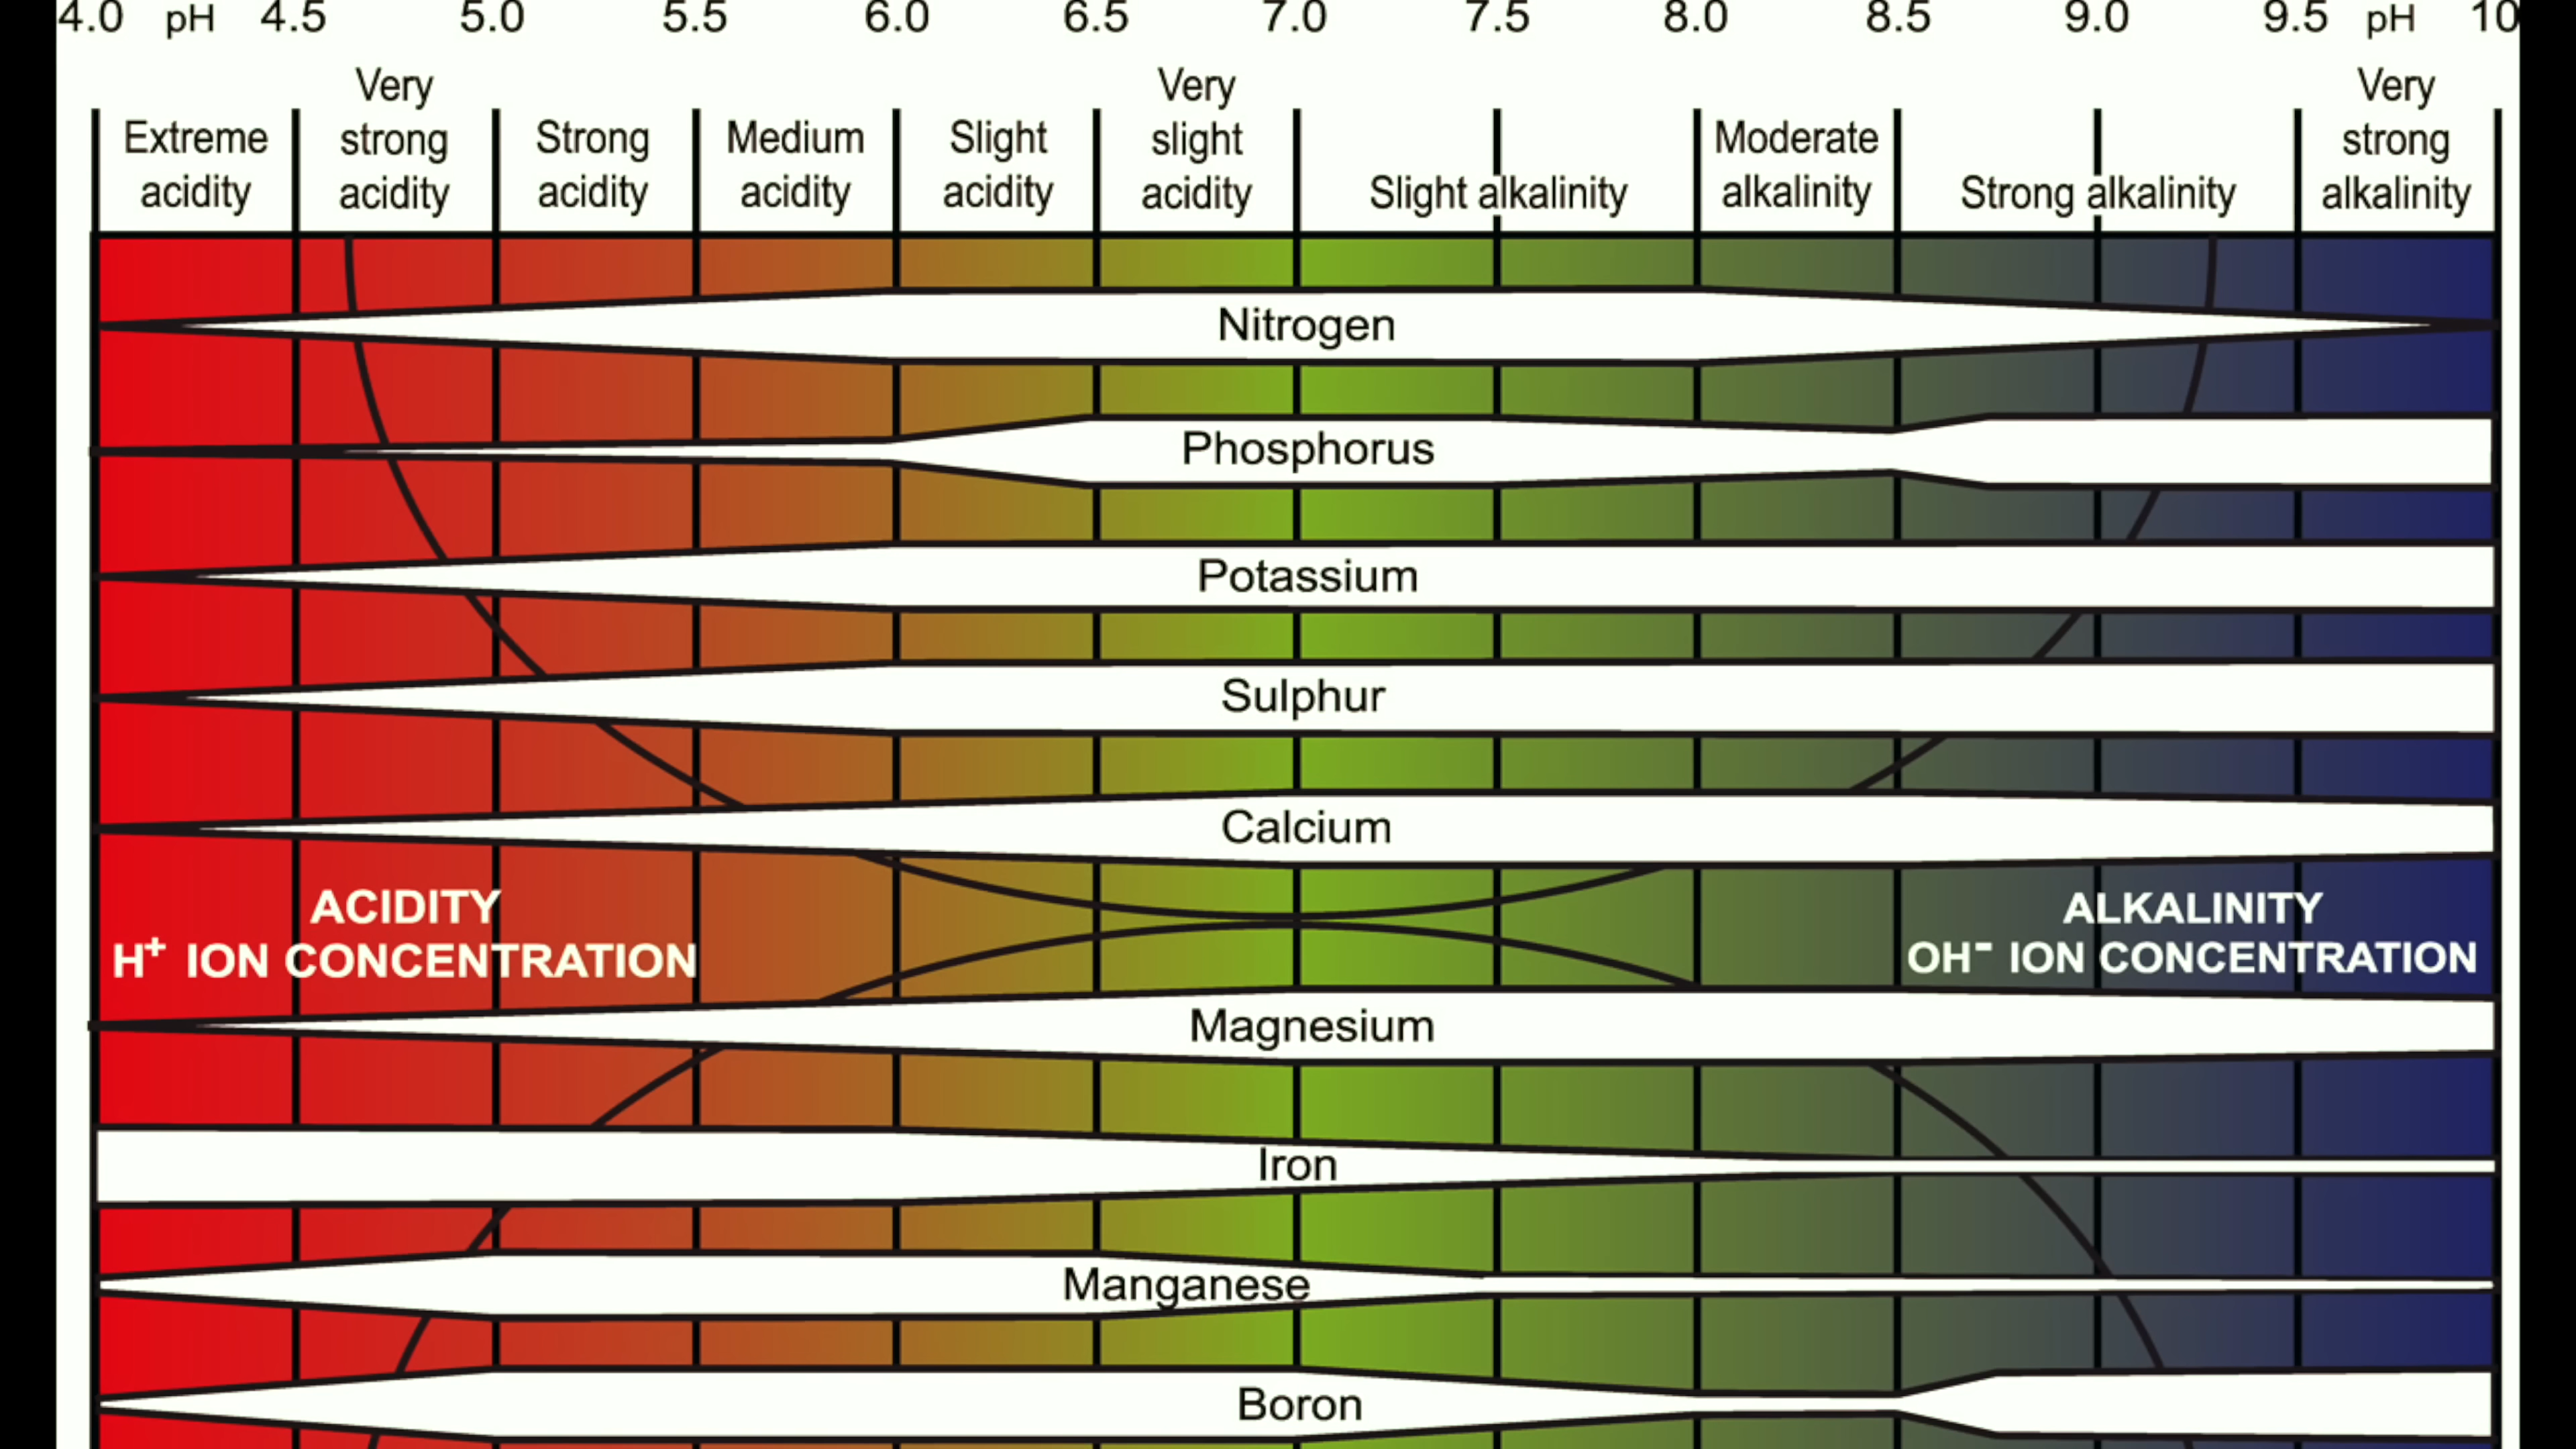 4.0 pH 4.5 5.0 5.5 6.0 6.5 7.0 7.5 8.0 8.5 9.0 9.5 pH 10
Extreme
acidity
Very
strong
acidity
Strong
acidity
Medium
acidity
Slight
acidity
Very
slight
acidity
Slight alkalinity
Moderate
alkalinity
Strong alkalinity
Very
strong
alkalinity
Nitrogen
Phosphorus
Potassium
Sulphur
Calcium
ACIDITY
H⁺ ION CONCENTRATION
ALKALINITY
OH⁻ ION CONCENTRATION
Magnesium
Iron
Manganese
Boron